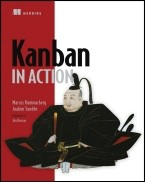 MANNING
Kanban
IN ACTION
Marcus Hammarberg
Joakim Sundén